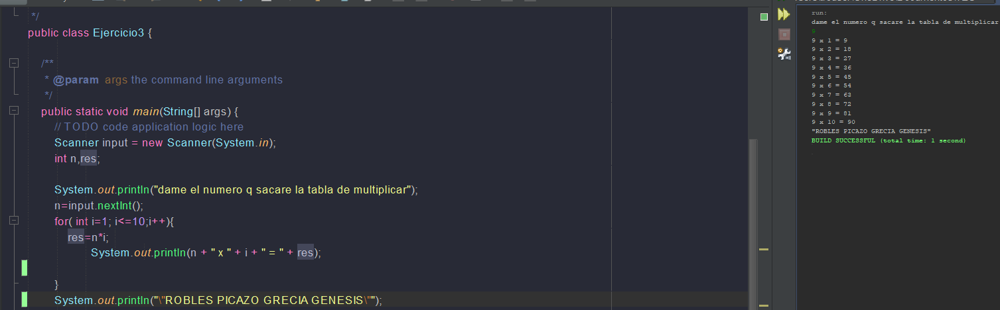 */
public class Ejercicio3 {
/**
* @param args the command line arguments
*/
public static void main(String[] args) {
// TODO code application logic here
Scanner input = new Scanner(System.in);
int n,res;
System.out.println("dame el numero q sacare la tabla de multiplicar");
n=input.nextInt();
for( int i=1; i<=10;i++){
res=n*i;
System.out.println(n + " x " + i + " = " + res);
}
System.out.println("\"ROBLES PICAZO GRECIA GENESIS\"");
run:
dame el numero q sacare la tabla de multiplicar
9
9 x 1 = 9
9 x 2 = 18
9 x 3 = 27
9 x 4 = 36
9 x 5 = 45
9 x 6 = 54
9 x 7 = 63
9 x 8 = 72
9 x 9 = 81
9 x 10 = 90
"ROBLES PICAZO GRECIA GENESIS"
BUILD SUCCESSFUL (total time: 1 second)